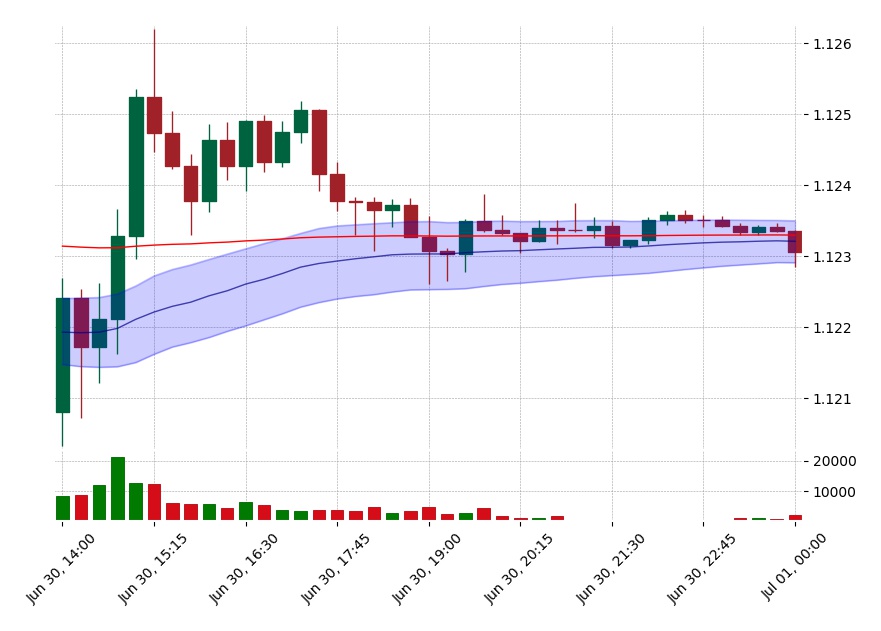 1.126
1.125
1.124
1.123
1.122
1.121
20000
10000
Jun 30, 14:00
Jun 30, 15:15
Jun 30, 16:30
Jun 30, 17:45
Jun 30, 19:00
Jun 30, 20:15
Jun 30, 21:30
Jun 30, 22:45
Jul 01, 00:00